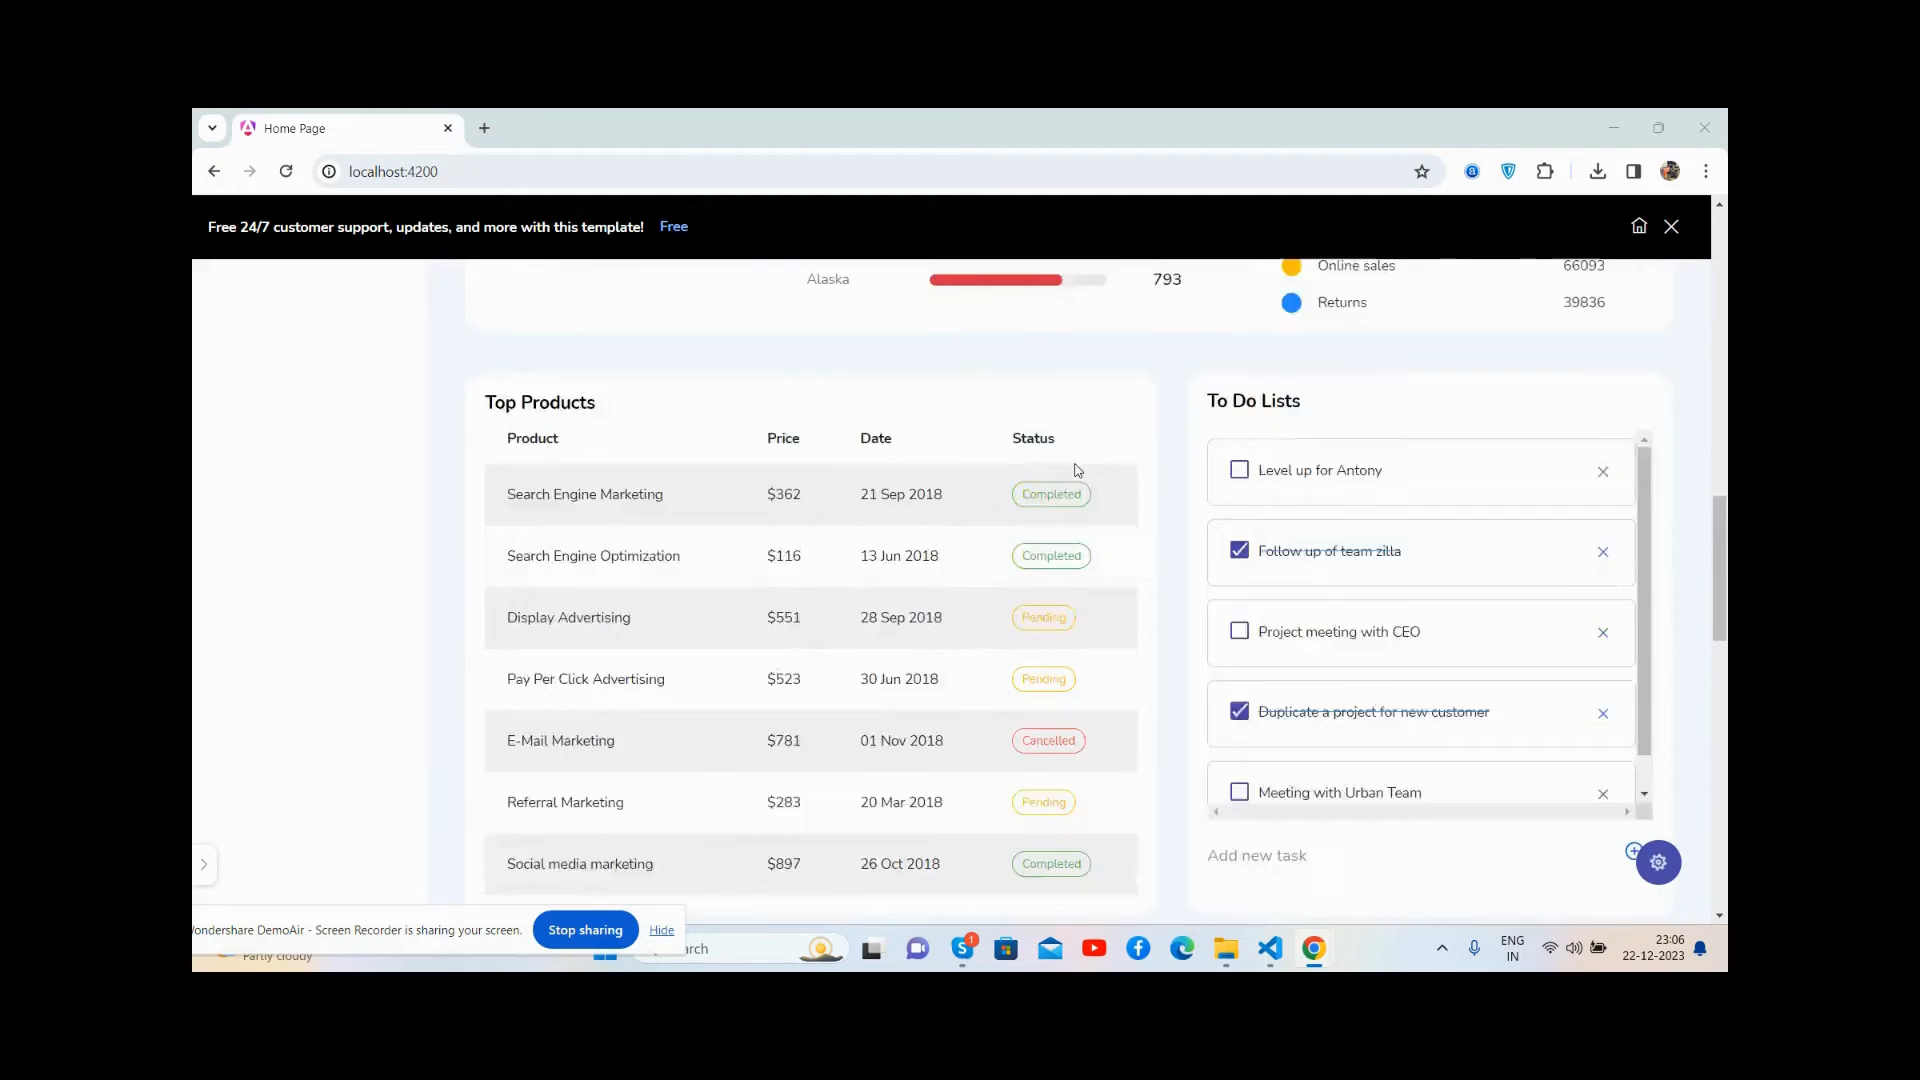 Home Page
localhost:4200
Free 24/7 customer support, updates, and more with this template! Free
Alaska 793
Online sales 66093
Returns 39836
Top Products
Product Price Date Status
Search Engine Marketing $362 21 Sep 2018 Completed
Search Engine Optimization $116 13 Jun 2018 Completed
Display Advertising $551 28 Sep 2018 Pending
Pay Per Click Advertising $523 30 Jun 2018 Pending
E-Mail Marketing $781 01 Nov 2018 Cancelled
Referral Marketing $283 20 Mar 2018 Pending
Social media marketing $897 26 Oct 2018 Completed
To Do Lists
Level up for Antony
Follow up of team zilla
Project meeting with CEO
Duplicate a project for new customer
Meeting with Urban Team
Add new task
ondershare DemoAir - Screen Recorder is sharing your screen. Stop sharing Hide
Partly cloudy
arch
1
ENG
IN
23:06
22-12-2023